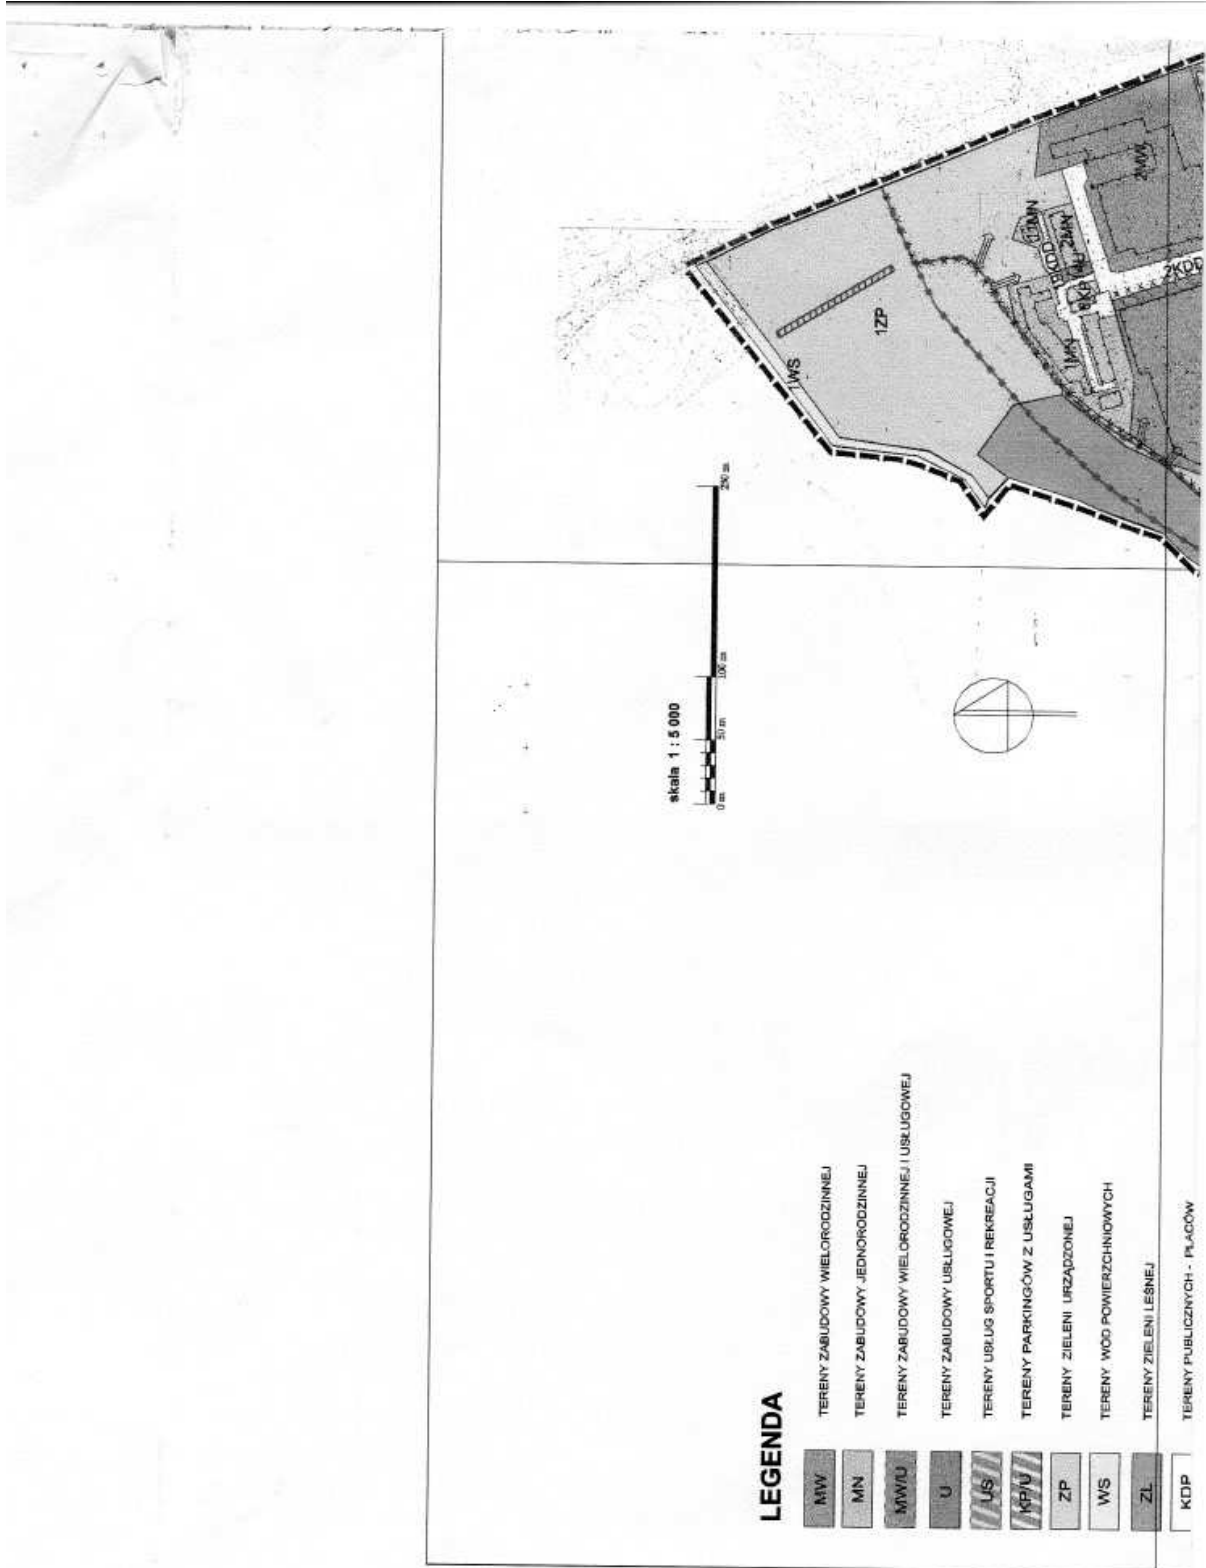 skala 1 : 5 000
0 m
50 m
100 m
250 m
1WS
1ZP
1MN
2MN
2MW
2KDD
LEGENDA
MW TERENY ZABUDOWY WIELORODZINNEJ
MN TERENY ZABUDOWY JEDNORODZINNEJ
MW/U TERENY ZABUDOWY WIELORODZINNEJ I USŁUGOWEJ
U TERENY ZABUDOWY USŁUGOWEJ
US TERENY USŁUG SPORTU I REKREACJI
KP/U TERENY PARKINGÓW Z USŁUGAMI
ZP TERENY ZIELENI URZĄDZONEJ
WS TERENY WÓD POWIERZCHNIOWYCH
ZL TERENY ZIELENI LEŚNEJ
KDP TERENY PUBLICZNYCH - PLACÓW